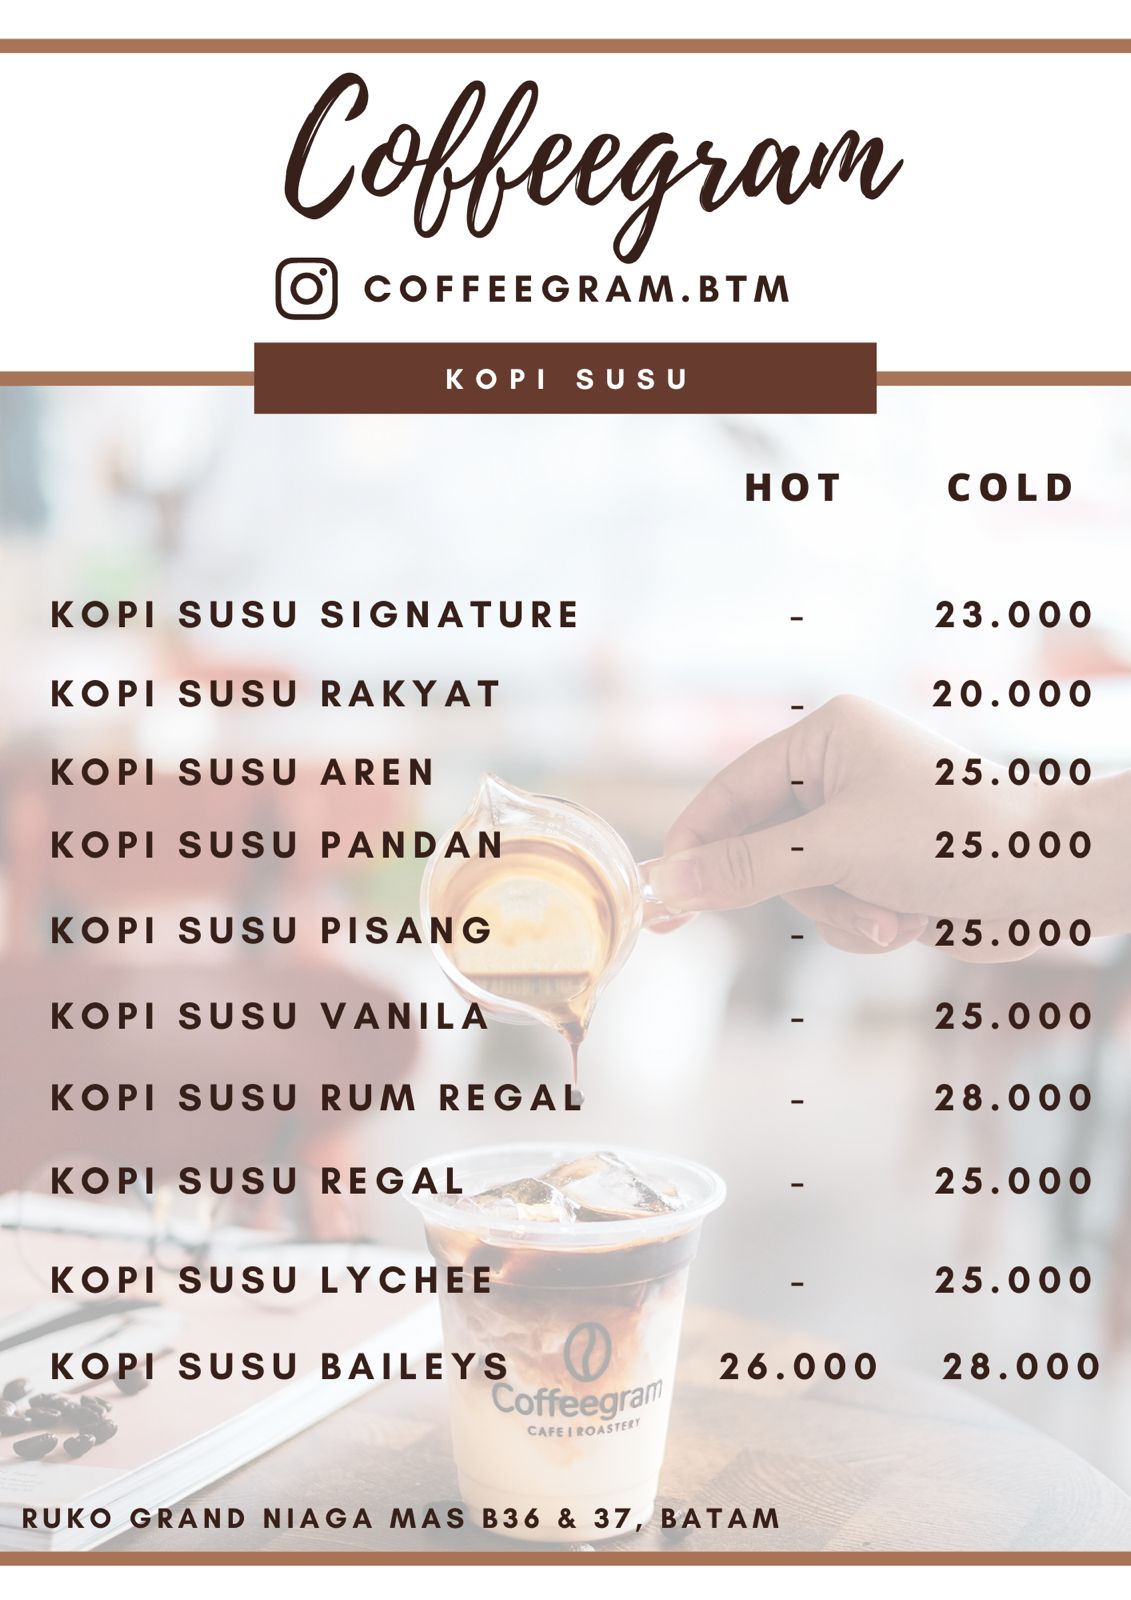 Coffeegram
COFFEEGRAM.BTM
KOPI SUSU
HOT COLD
KOPI SUSU SIGNATURE - 23.000
KOPI SUSU RAKYAT - 20.000
KOPI SUSU AREN - 25.000
KOPI SUSU PANDAN - 25.000
KOPI SUSU PISANG - 25.000
KOPI SUSU VANILA - 25.000
KOPI SUSU RUM REGAL - 28.000
KOPI SUSU REGAL - 25.000
KOPI SUSU LYCHEE - 25.000
KOPI SUSU BAILEYS 26.000 28.000
Coffeegram
CAFE | ROASTERY
RUKO GRAND NIAGA MAS B36 & 37, BATAM